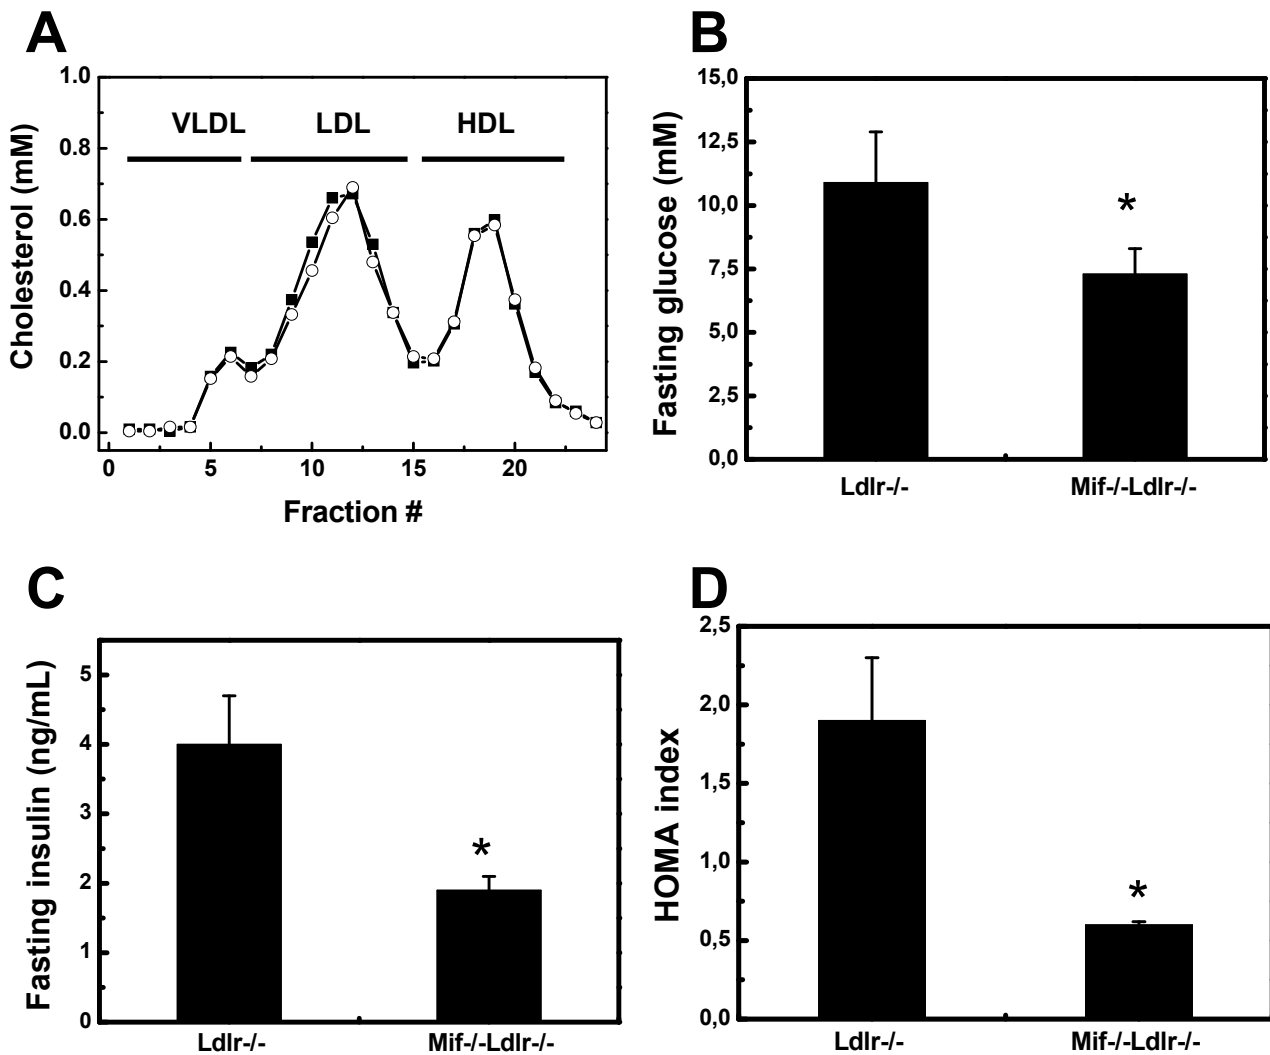 A
1.0
0.8
0.6
0.4
0.2
0.0
Cholesterol (mM)
VLDL LDL HDL
0 5 10 15 20
Fraction #
B
15,0
12,5
10,0
7,5
5,0
2,5
0,0
Fasting glucose (mM)
*
Ldlr-/- Mif-/-Ldlr-/-
C
5
4
3
2
1
0
Fasting insulin (ng/mL)
*
Ldlr-/- Mif-/-Ldlr-/-
D
2,5
2,0
1,5
1,0
0,5
0,0
HOMA index
*
Ldlr-/- Mif-/-Ldlr-/-